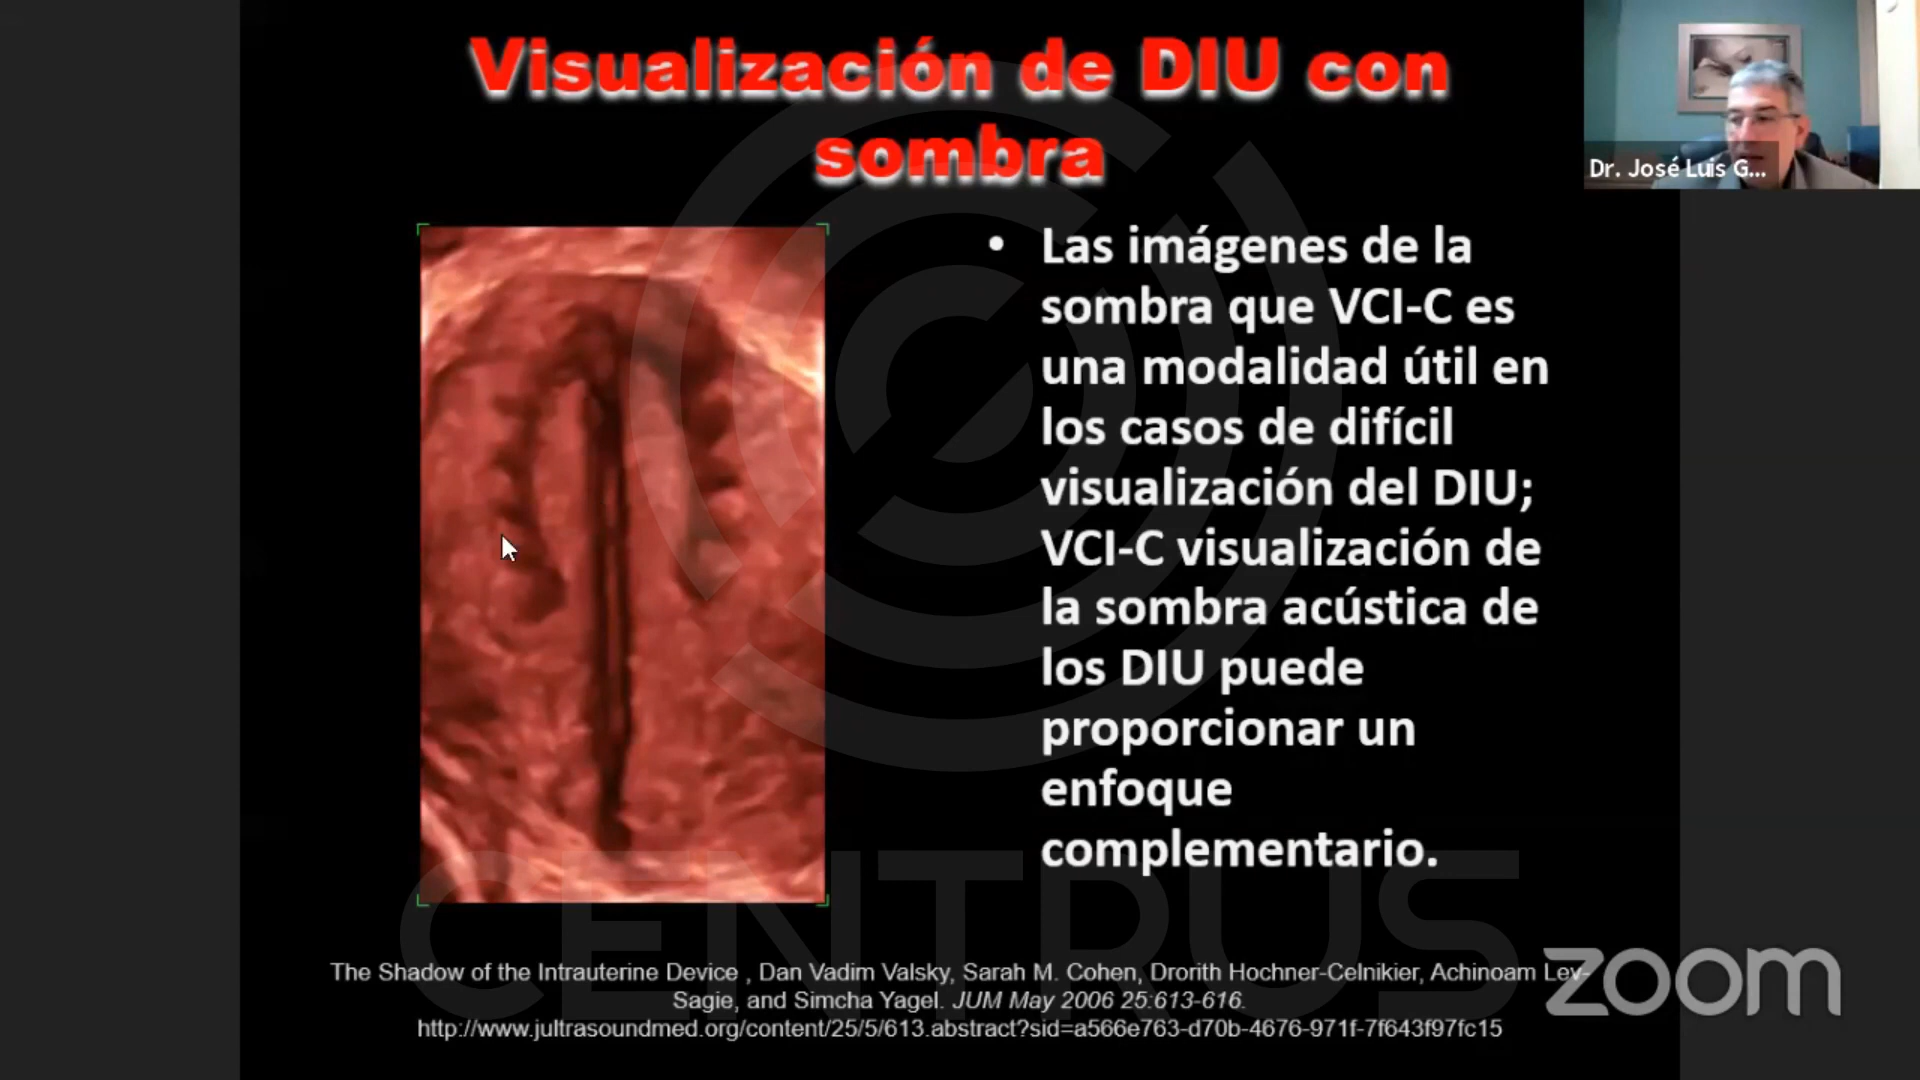 Visualización de DIU con
sombra
Dr. José Luis G...
• Las imágenes de la
sombra que VCI-C es
una modalidad útil en
los casos de difícil
visualización del DIU;
VCI-C visualización de
la sombra acústica de
los DIU puede
proporcionar un
enfoque
complementario.
CENTRUS
The Shadow of the Intrauterine Device , Dan Vadim Valsky, Sarah M. Cohen, Drorith Hochner-Celnikier, Achinoam Lev-
Sagie, and Simcha Yagel. JUM May 2006 25:613-616.
http://www.jultrasoundmed.org/content/25/5/613.abstract?sid=a566e763-d70b-4676-971f-7f643f97fc15
zoom